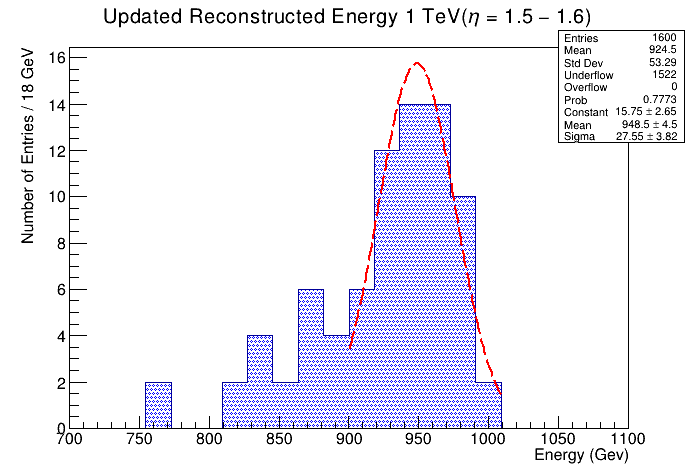 Updated Reconstructed Energy 1 TeV(η = 1.5 − 1.6)
Entries 1600
Mean 924.5
Std Dev 53.29
Underflow 1522
Overflow 0
Prob 0.7773
Constant 15.75 ± 2.65
Mean 948.5 ± 4.5
Sigma 27.55 ± 3.82
Number of Entries / 18 GeV
16
14
12
10
8
6
4
2
0
700 750 800 850 900 950 1000 1050 1100
Energy (Gev)